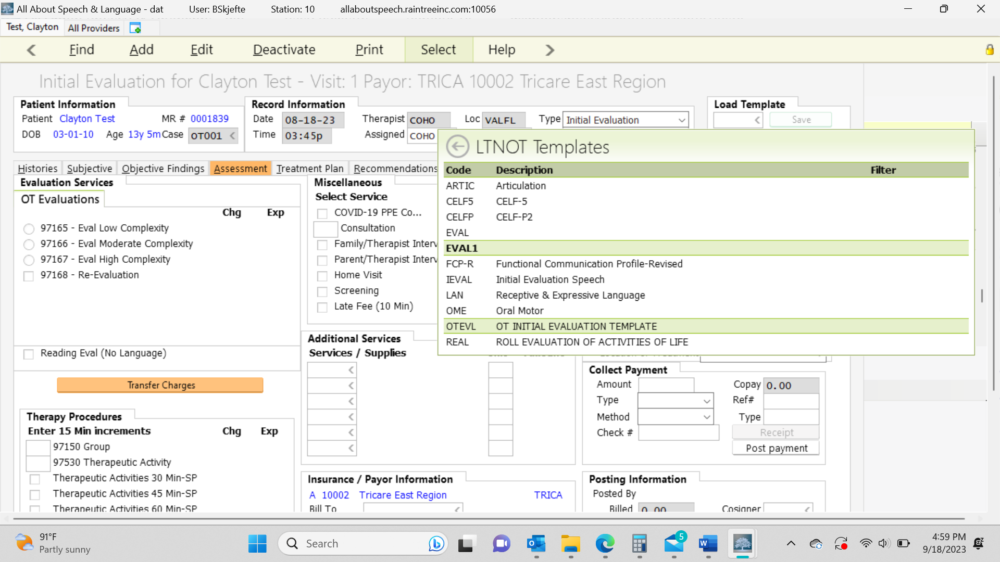 All About Speech & Language - dat User: BSkjefte Station: 10 allaboutspeech.raintreeinc.com:10056
Test, Clayton All Providers
Find Add Edit Deactivate Print Select Help
Initial Evaluation for Clayton Test - Visit: 1 Payor: TRICA 10002 Tricare East Region
Patient Information
Patient Clayton Test MR # 0001839
DOB 03-01-10 Age 13y 5m Case OT001
Record Information
Date 08-18-23 Therapist COHO Loc VALFL Type Initial Evaluation
Time 03:45p Assigned COHO
Load Template
Save
Histories Subjective Objective Findings Assessment Treatment Plan Recommendations
Evaluation Services
OT Evaluations
Chg Exp
97165 - Eval Low Complexity
97166 - Eval Moderate Complexity
97167 - Eval High Complexity
97168 - Re-Evaluation
Reading Eval (No Language)
Transfer Charges
Therapy Procedures
Enter 15 Min increments Chg Exp
97150 Group
97530 Therapeutic Activity
Therapeutic Activities 30 Min-SP
Therapeutic Activities 45 Min-SP
Therapeutic Activities 60 Min-SP
Miscellaneous
Select Service
COVID-19 PPE Co...
Consultation
Family/Therapist Interv
Parent/Therapist Interv
Home Visit
Screening
Late Fee (10 Min)
Additional Services
Services / Supplies
LTNOT Templates
Code Description Filter
ARTIC Articulation
CELF5 CELF-5
CELFP CELF-P2
EVAL
EVAL1
FCP-R Functional Communication Profile-Revised
IEVAL Initial Evaluation Speech
LAN Receptive & Expressive Language
OME Oral Motor
OTEVL OT INITIAL EVALUATION TEMPLATE
REAL ROLL EVALUATION OF ACTIVITIES OF LIFE
Collect Payment
Amount Copay 0.00
Type Ref#
Method Type
Check # Receipt
Post payment
Insurance / Payor Information
A 10002 Tricare East Region TRICA
Bill To
Posting Information
Posted By
Billed 0.00 Cosigner
91°F
Partly sunny
Search
5
4:59 PM
9/18/2023